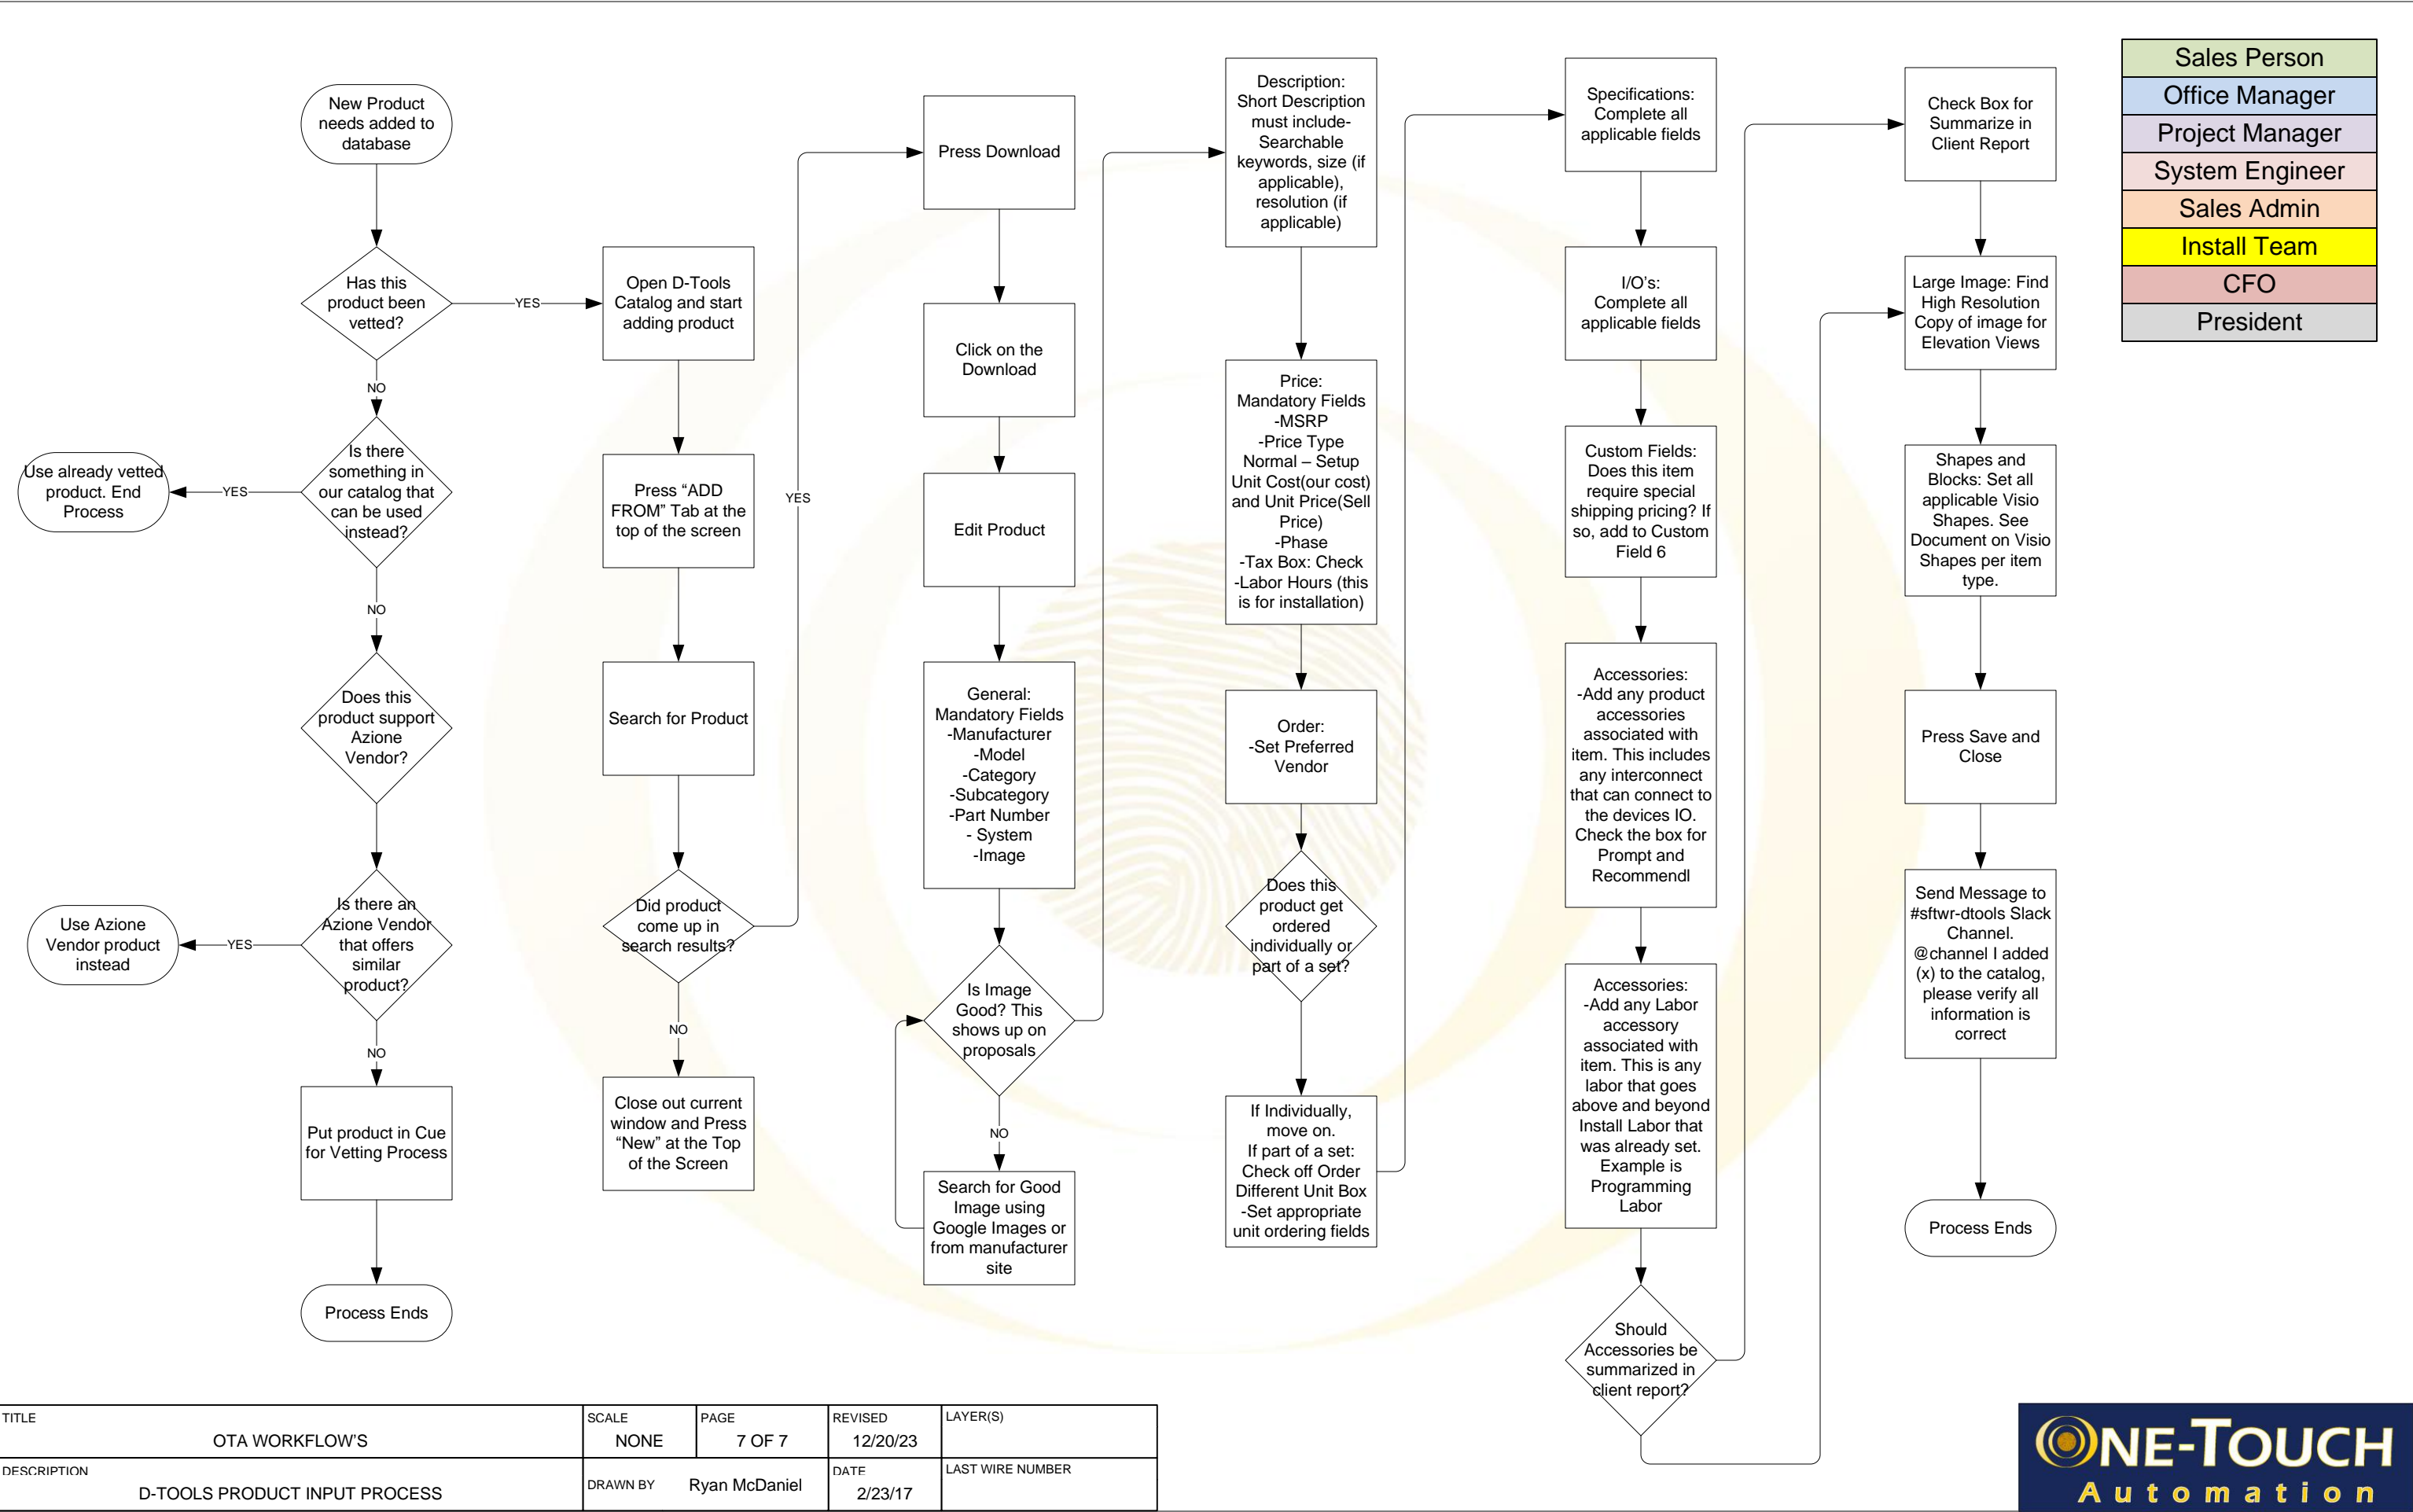 New Product
needs added to
database
Has this
product been
vetted?
YES
NO
Is there
something in
our catalog that
can be used
instead?
YES
Use already vetted
product. End
Process
NO
Does this
product support
Azione
Vendor?
Is there an
Azione Vendor
that offers
similar
product?
YES
Use Azione
Vendor product
instead
NO
Put product in Cue
for Vetting Process
Process Ends
Open D-Tools
Catalog and start
adding product
Press “ADD
FROM” Tab at the
top of the screen
Search for Product
Did product
come up in
search results?
YES
NO
Close out current
window and Press
“New” at the Top
of the Screen
Press Download
Click on the
Download
Edit Product
General:
Mandatory Fields
-Manufacturer
-Model
-Category
-Subcategory
-Part Number
- System
-Image
Is Image
Good? This
shows up on
proposals
NO
Search for Good
Image using
Google Images or
from manufacturer
site
Description:
Short Description
must include-
Searchable
keywords, size (if
applicable),
resolution (if
applicable)
Price:
Mandatory Fields
-MSRP
-Price Type
Normal – Setup
Unit Cost(our cost)
and Unit Price(Sell
Price)
-Phase
-Tax Box: Check
-Labor Hours (this
is for installation)
Order:
-Set Preferred
Vendor
Does this
product get
ordered
individually or
part of a set?
If Individually,
move on.
If part of a set:
Check off Order
Different Unit Box
-Set appropriate
unit ordering fields
Specifications:
Complete all
applicable fields
I/O's:
Complete all
applicable fields
Custom Fields:
Does this item
require special
shipping pricing? If
so, add to Custom
Field 6
Accessories:
-Add any product
accessories
associated with
item. This includes
any interconnect
that can connect to
the devices IO.
Check the box for
Prompt and
Recommendl
Accessories:
-Add any Labor
accessory
associated with
item. This is any
labor that goes
above and beyond
Install Labor that
was already set.
Example is
Programming
Labor
Should
Accessories be
summarized in
client report?
Check Box for
Summarize in
Client Report
Large Image: Find
High Resolution
Copy of image for
Elevation Views
Shapes and
Blocks: Set all
applicable Visio
Shapes. See
Document on Visio
Shapes per item
type.
Press Save and
Close
Send Message to
#sftwr-dtools Slack
Channel.
@channel I added
(x) to the catalog,
please verify all
information is
correct
Process Ends
Sales Person
Office Manager
Project Manager
System Engineer
Sales Admin
Install Team
CFO
President
TITLE
OTA WORKFLOW'S
SCALE
NONE
PAGE
7 OF 7
REVISED
12/20/23
LAYER(S)
DESCRIPTION
D-TOOLS PRODUCT INPUT PROCESS
DRAWN BY
Ryan McDaniel
DATE
2/23/17
LAST WIRE NUMBER
ONE-TOUCH
Automation